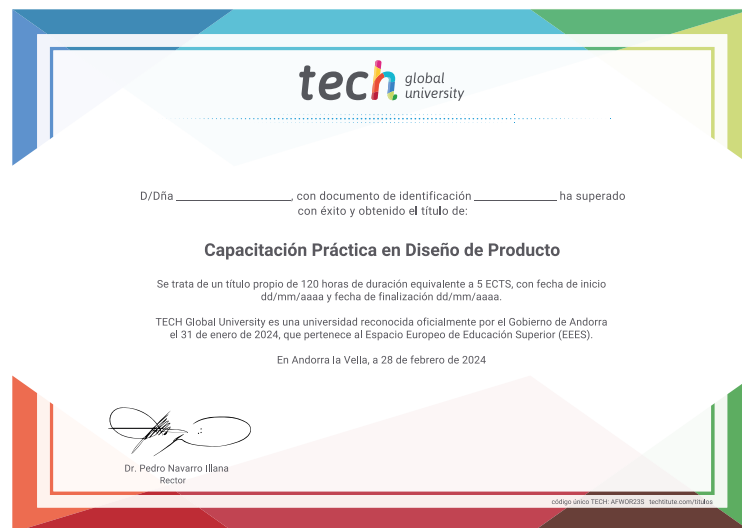 tech global university
D/Dña ____________________, con documento de identificación ______________ ha superado
con éxito y obtenido el título de:
Capacitación Práctica en Diseño de Producto
Se trata de un título propio de 120 horas de duración equivalente a 5 ECTS, con fecha de inicio
dd/mm/aaaa y fecha de finalización dd/mm/aaaa.
TECH Global University es una universidad reconocida oficialmente por el Gobierno de Andorra
el 31 de enero de 2024, que pertenece al Espacio Europeo de Educación Superior (EEES).
En Andorra la Vella, a 28 de febrero de 2024
Dr. Pedro Navarro Illana
Rector
código único TECH: AFWOR23S techtitute.com/titulos